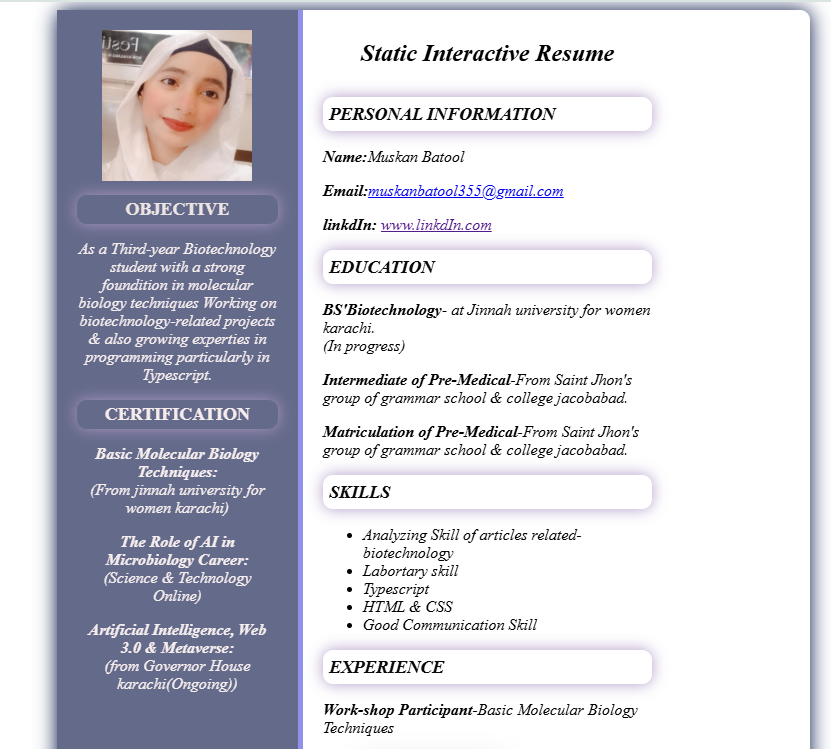 OBJECTIVE
As a Third-year Biotechnology
student with a strong
foundition in molecular
biology techniques Working on
biotechnology-related projects
& also growing experties in
programming particularly in
Typescript.
CERTIFICATION
Basic Molecular Biology
Techniques:
(From jinnah university for
women karachi)
The Role of AI in
Microbiology Career:
(Science & Technology
Online)
Artificial Intelligence, Web
3.0 & Metaverse:
(from Governor House
karachi(Ongoing))
Static Interactive Resume
PERSONAL INFORMATION
Name:Muskan Batool
Email:muskanbatool355@gmail.com
linkdIn: www.linkdIn.com
EDUCATION
BS'Biotechnology- at Jinnah university for women
karachi.
(In progress)
Intermediate of Pre-Medical-From Saint Jhon's
group of grammar school & college jacobabad.
Matriculation of Pre-Medical-From Saint Jhon's
group of grammar school & college jacobabad.
SKILLS
Analyzing Skill of articles related-
biotechnology
Labortary skill
Typescript
HTML & CSS
Good Communication Skill
EXPERIENCE
Work-shop Participant-Basic Molecular Biology
Techniques